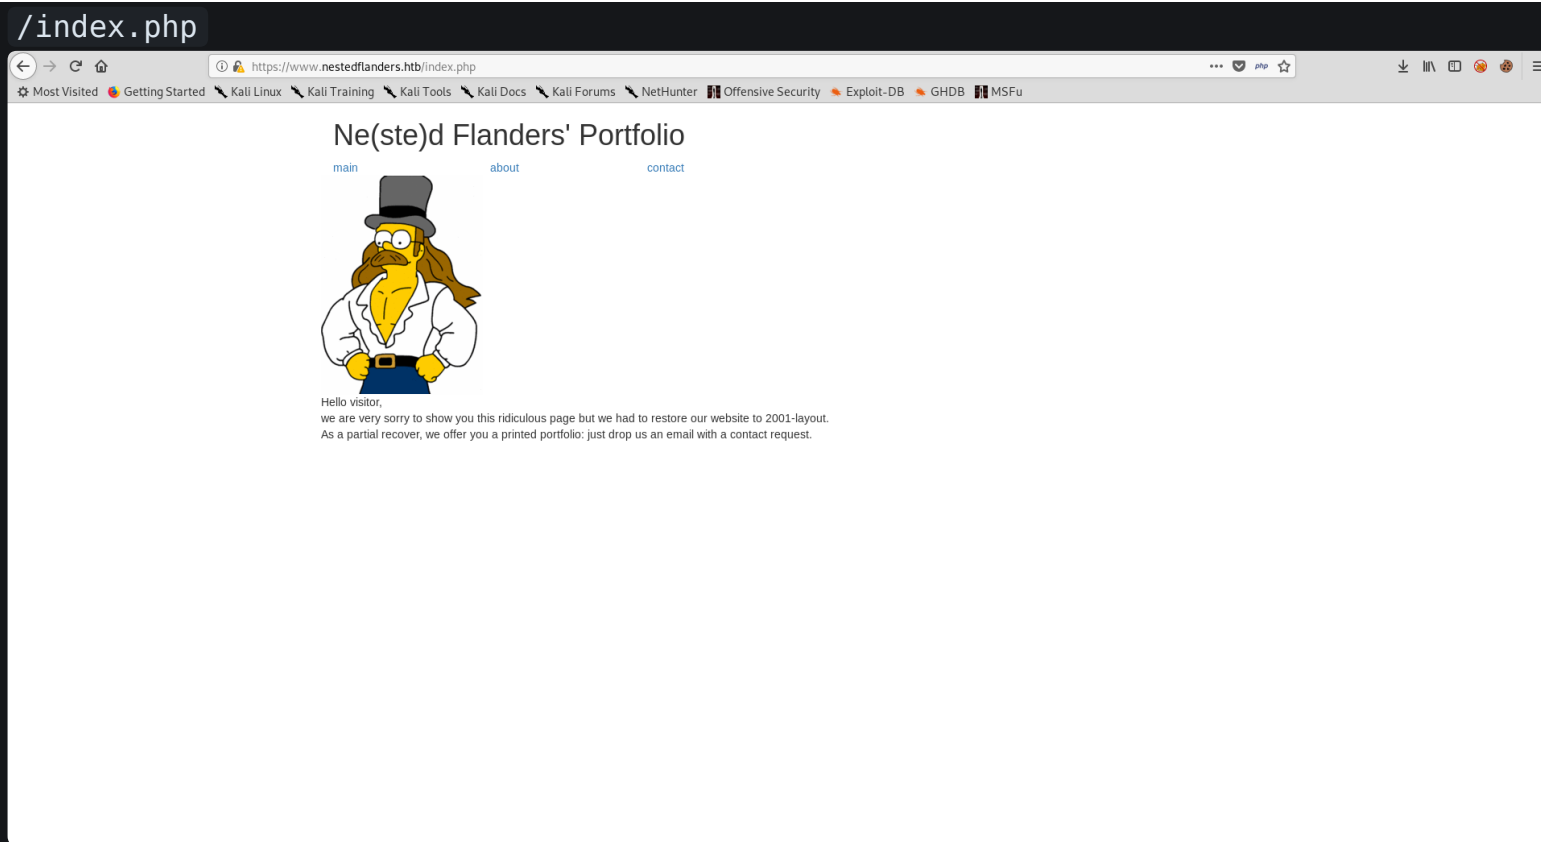 /index.php
https://www.nestedflanders.htb/index.php
php
Most Visited Getting Started Kali Linux Kali Training Kali Tools Kali Docs Kali Forums NetHunter Offensive Security Exploit-DB GHDB MSFu
Ne(ste)d Flanders' Portfolio
main about contact
Hello visitor,
we are very sorry to show you this ridiculous page but we had to restore our website to 2001-layout.
As a partial recover, we offer you a printed portfolio: just drop us an email with a contact request.